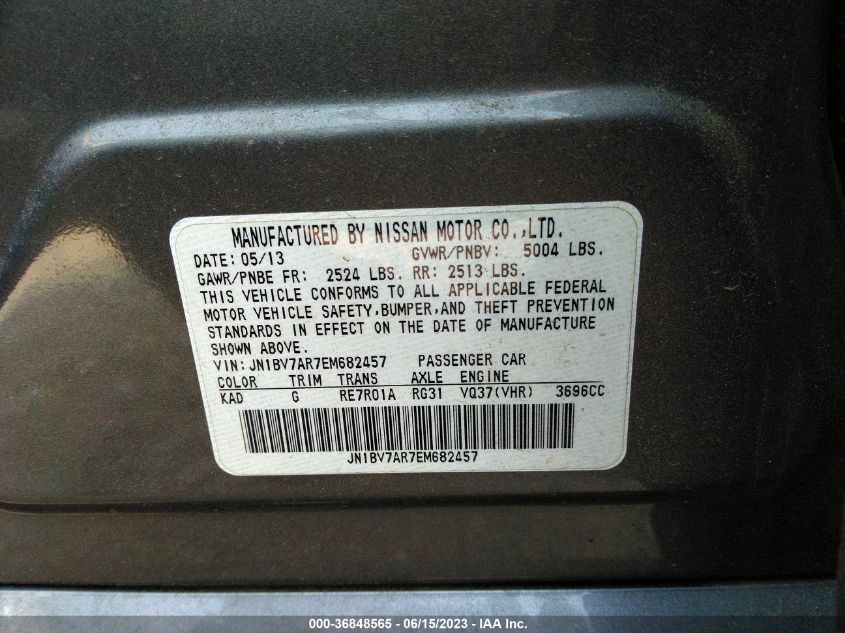 MANUFACTURED BY NISSAN MOTOR CO.,LTD.
DATE: 05/13 GVWR/PNBV: 5004 LBS.
GAWR/PNBE FR: 2524 LBS. RR: 2513 LBS.
THIS VEHICLE CONFORMS TO ALL APPLICABLE FEDERAL
MOTOR VEHICLE SAFETY,BUMPER,AND THEFT PREVENTION
STANDARDS IN EFFECT ON THE DATE OF MANUFACTURE
SHOWN ABOVE.
VIN: JN1BV7AR7EM682457 PASSENGER CAR
COLOR TRIM TRANS AXLE ENGINE
KAD G RE7R01A RG31 VQ37(VHR) 3696CC
JN1BV7AR7EM682457
000-36848565 - 06/15/2023 - IAA Inc.